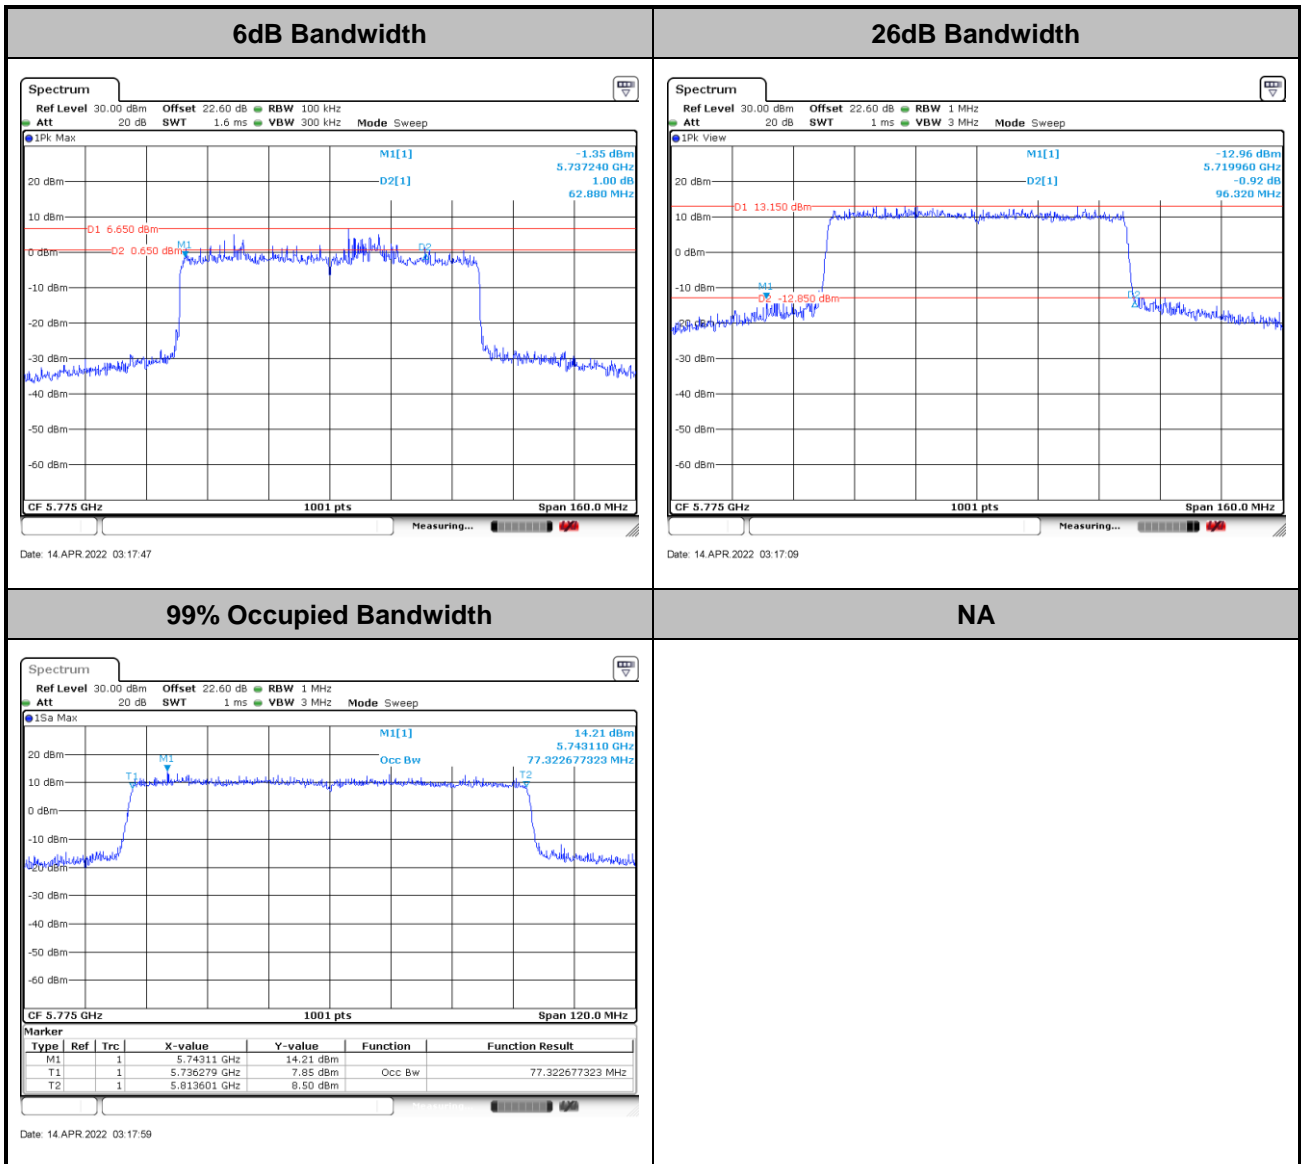 6dB Bandwidth
26dB Bandwidth
Spectrum
Ref Level 30.00 dBm Offset 22.60 dB RBW 100 kHz
Att 20 dB SWT 1.6 ms VBW 300 kHz Mode Sweep
1Pk Max
M1[1] -1.35 dBm
5.737240 GHz
D2[1] 1.00 dB
62.880 MHz
20 dBm
10 dBm
D1 6.650 dBm
M1
D2
D2 0.650 dBm
0 dBm
-10 dBm
-20 dBm
-30 dBm
-40 dBm
-50 dBm
-60 dBm
CF 5.775 GHz 1001 pts Span 160.0 MHz
Measuring...
Date: 14.APR.2022 03:17:47
Spectrum
Ref Level 30.00 dBm Offset 22.60 dB RBW 1 MHz
Att 20 dB SWT 1 ms VBW 3 MHz Mode Sweep
1Pk View
M1[1] -12.96 dBm
5.719960 GHz
D2[1] -0.92 dB
96.320 MHz
20 dBm
D1 13.150 dBm
10 dBm
0 dBm
-10 dBm
M1
D2
D2 -12.850 dBm
-20 dBm
-30 dBm
-40 dBm
-50 dBm
-60 dBm
CF 5.775 GHz 1001 pts Span 160.0 MHz
Measuring...
Date: 14.APR.2022 03:17:09
99% Occupied Bandwidth
NA
Spectrum
Ref Level 30.00 dBm Offset 22.60 dB RBW 1 MHz
Att 20 dB SWT 1 ms VBW 3 MHz Mode Sweep
1Sa Max
M1[1] 14.21 dBm
5.743110 GHz
Occ Bw 77.322677323 MHz
20 dBm
M1
T1
T2
10 dBm
0 dBm
-10 dBm
-20 dBm
-30 dBm
-40 dBm
-50 dBm
-60 dBm
CF 5.775 GHz 1001 pts Span 120.0 MHz
Marker
Type Ref Trc X-value Y-value Function Function Result
M1 1 5.74311 GHz 14.21 dBm
T1 1 5.736279 GHz 7.85 dBm Occ Bw 77.322677323 MHz
T2 1 5.813601 GHz 8.50 dBm
Measuring...
Date: 14.APR.2022 03:17:59